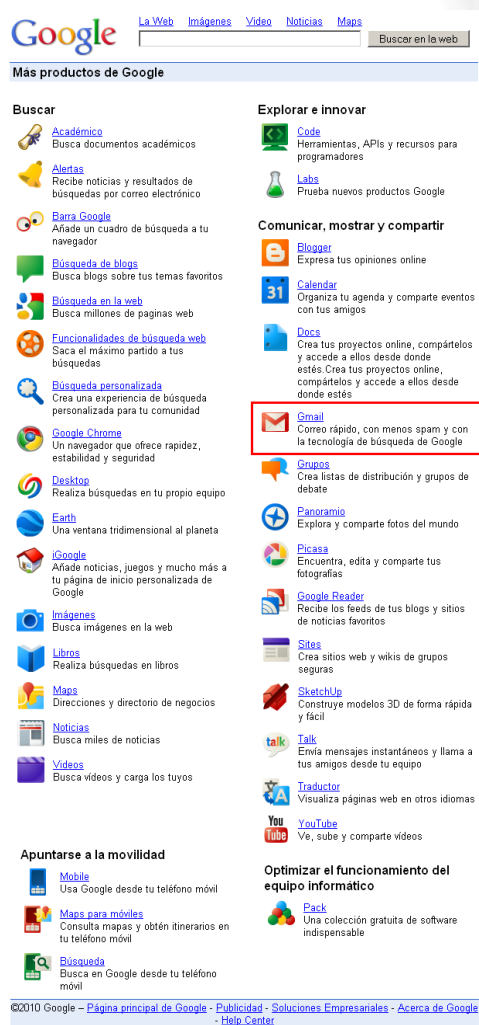 Google
La Web Imágenes Video Noticias Maps
Buscar en la web
Más productos de Google
Buscar
Académico
Busca documentos académicos
Alertas
Recibe noticias y resultados de
búsquedas por correo electrónico
Barra Google
Añade un cuadro de búsqueda a tu
navegador
Búsqueda de blogs
Busca blogs sobre tus temas favoritos
Búsqueda en la web
Busca millones de paginas web
Funcionalidades de búsqueda web
Saca el máximo partido a tus
búsquedas
Búsqueda personalizada
Crea una experiencia de búsqueda
personalizada para tu comunidad
Google Chrome
Un navegador que ofrece rapidez,
estabilidad y seguridad
Desktop
Realiza búsquedas en tu propio equipo
Earth
Una ventana tridimensional al planeta
iGoogle
Añade noticias, juegos y mucho más a
tu página de inicio personalizada de
Google
Imágenes
Busca imágenes en la web
Libros
Realiza búsquedas en libros
Maps
Direcciones y directorio de negocios
Noticias
Busca miles de noticias
Videos
Busca vídeos y carga los tuyos
Apuntarse a la movilidad
Mobile
Usa Google desde tu teléfono móvil
Maps para móviles
Consulta mapas y obtén itinerarios en
tu teléfono móvil
Búsqueda
Busca en Google desde tu teléfono
móvil
Explorar e innovar
Code
Herramientas, APIs y recursos para
programadores
Labs
Prueba nuevos productos Google
Comunicar, mostrar y compartir
Blogger
Expresa tus opiniones online
31
Calendar
Organiza tu agenda y comparte eventos
con tus amigos
Docs
Crea tus proyectos online, compártelos
y accede a ellos desde donde
estés.Crea tus proyectos online,
compártelos y accede a ellos desde
donde estés
Gmail
Correo rápido, con menos spam y con
la tecnología de búsqueda de Google
Grupos
Crea listas de distribución y grupos de
debate
Panoramio
Explora y comparte fotos del mundo
Picasa
Encuentra, edita y comparte tus
fotografías
Google Reader
Recibe los feeds de tus blogs y sitios
de noticias favoritos
Sites
Crea sitios web y wikis de grupos
seguras
SketchUp
Construye modelos 3D de forma rápida
y fácil
talk
Talk
Envía mensajes instantáneos y llama a
tus amigos desde tu equipo
Traductor
Visualiza páginas web en otros idiomas
You
Tube
YouTube
Ve, sube y comparte vídeos
Optimizar el funcionamiento del
equipo informático
Pack
Una colección gratuita de software
indispensable
©2010 Google – Página principal de Google - Publicidad - Soluciones Empresariales - Acerca de Google
- Help Center